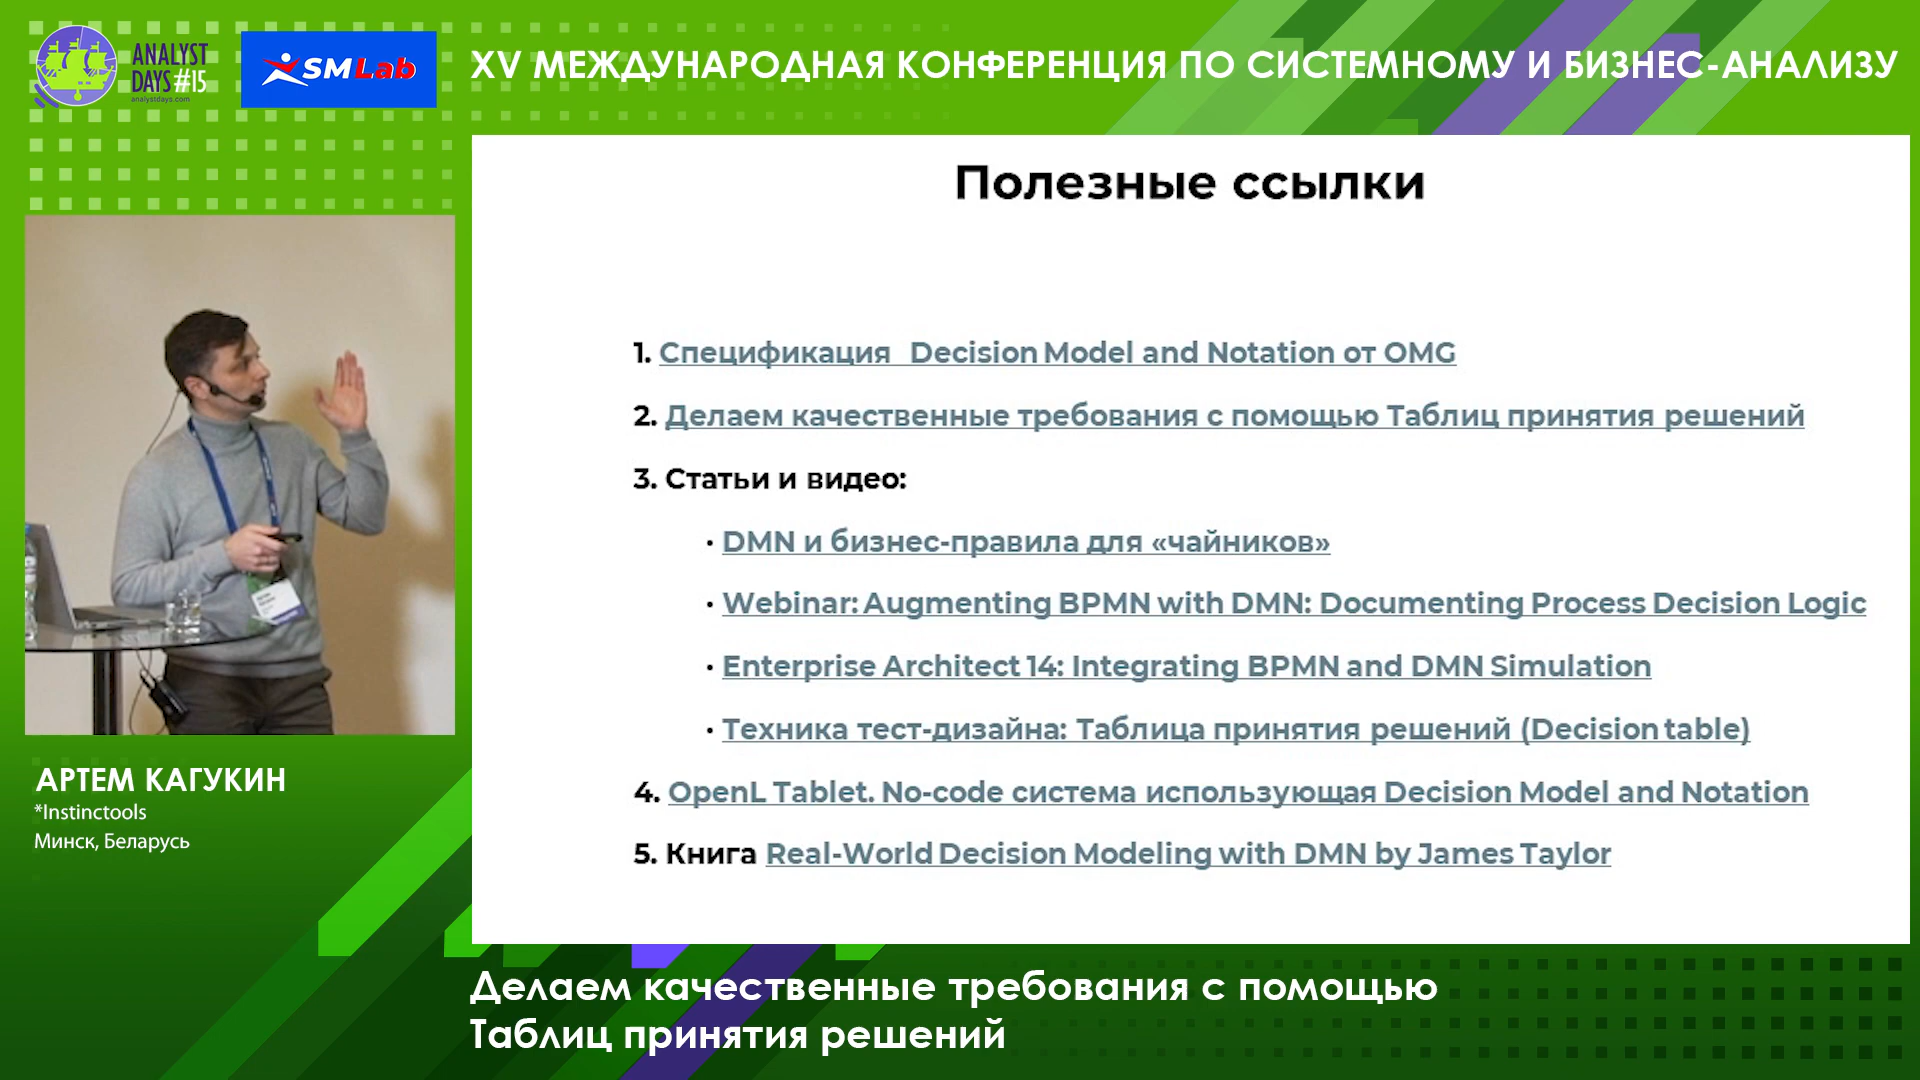 ANALYST
DAYS#15
analystdays.com
SMLab
XV МЕЖДУНАРОДНАЯ КОНФЕРЕНЦИЯ ПО СИСТЕМНОМУ И БИЗНЕС-АНАЛИЗУ
Полезные ссылки
1. Спецификация Decision Model and Notation от OMG
2. Делаем качественные требования с помощью Таблиц принятия решений
3. Статьи и видео:
• DMN и бизнес-правила для «чайников»
• Webinar: Augmenting BPMN with DMN: Documenting Process Decision Logic
• Enterprise Architect 14: Integrating BPMN and DMN Simulation
• Техника тест-дизайна: Таблица принятия решений (Decision table)
4. OpenL Tablet. No-code система использующая Decision Model and Notation
5. Книга Real-World Decision Modeling with DMN by James Taylor
АРТЕМ КАГУКИН
*Instinctools
Минск, Беларусь
Делаем качественные требования с помощью
Таблиц принятия решений